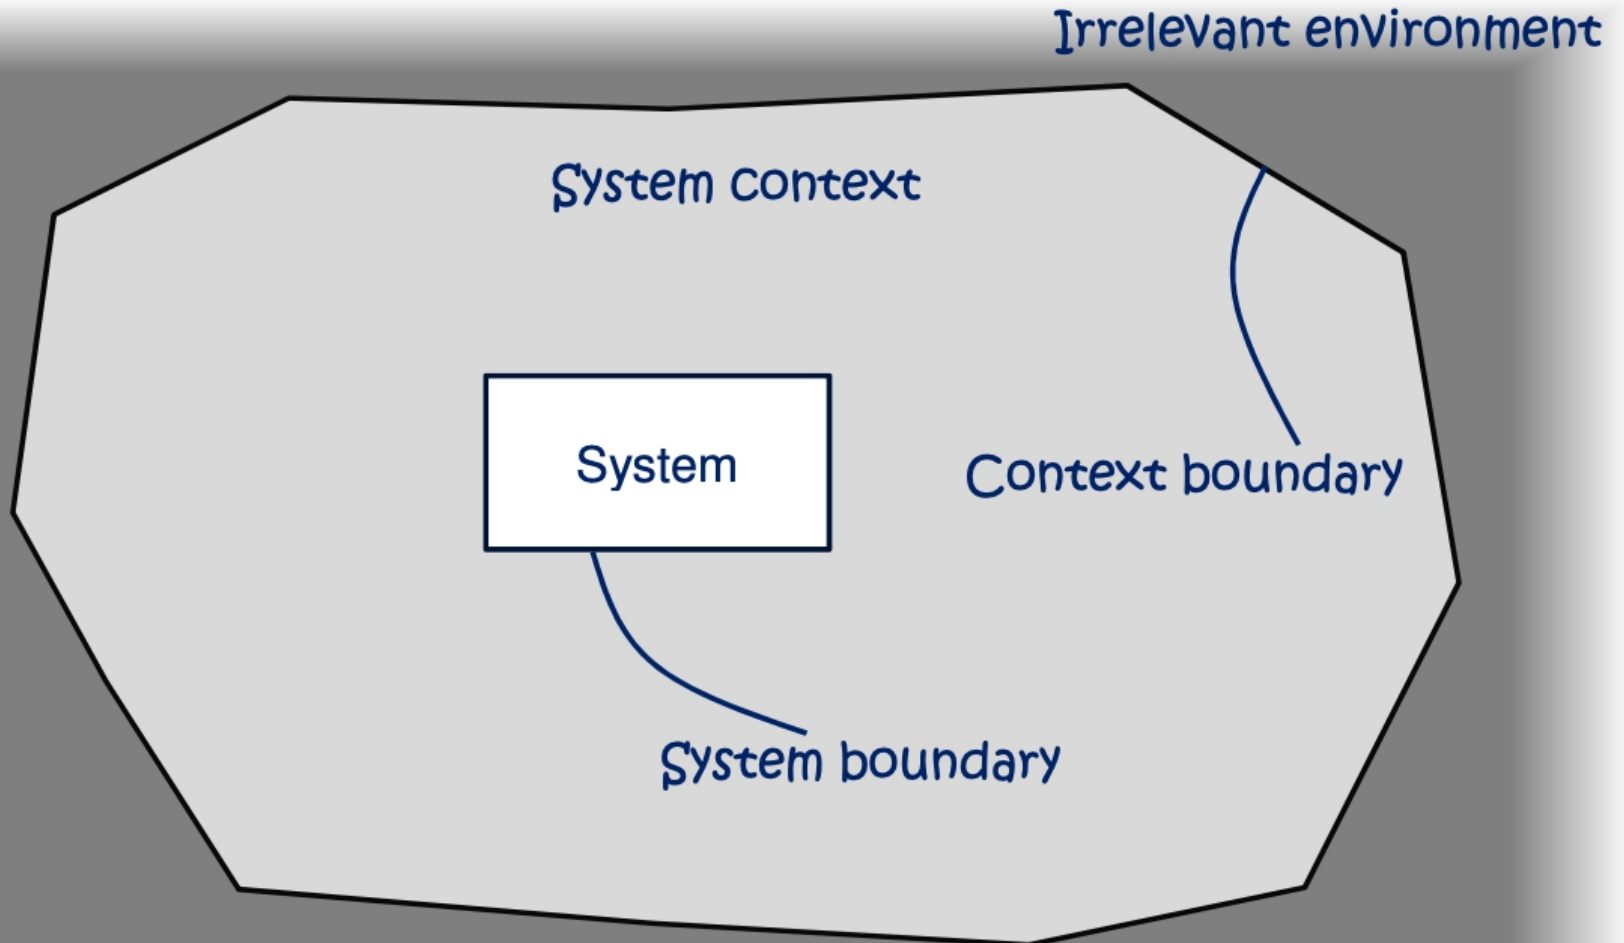 Irrelevant environment
System context
System
Context boundary
System boundary